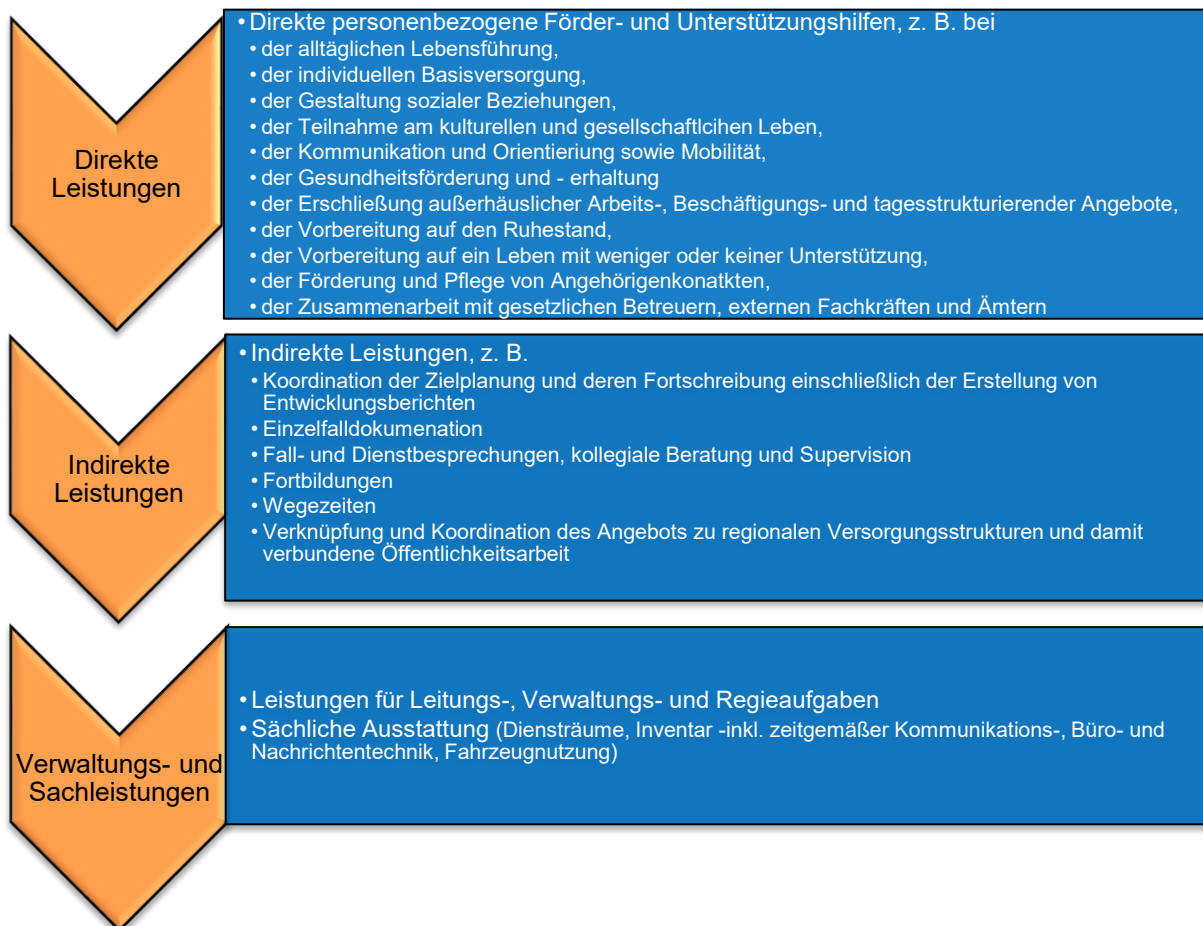 Direkte
Leistungen
• Direkte personenbezogene Förder- und Unterstützungshilfen, z. B. bei
• der alltäglichen Lebensführung,
• der individuellen Basisversorgung,
• der Gestaltung sozialer Beziehungen,
• der Teilnahme am kulturellen und gesellschaftlcihen Leben,
• der Kommunikation und Orientieriung sowie Mobilität,
• der Gesundheitsförderung und - erhaltung
• der Erschließung außerhäuslicher Arbeits-, Beschäftigungs- und tagesstrukturierender Angebote,
• der Vorbereitung auf den Ruhestand,
• der Vorbereitung auf ein Leben mit weniger oder keiner Unterstützung,
• der Förderung und Pflege von Angehörigenkonatkten,
• der Zusammenarbeit mit gesetzlichen Betreuern, externen Fachkräften und Ämtern
Indirekte
Leistungen
• Indirekte Leistungen, z. B.
• Koordination der Zielplanung und deren Fortschreibung einschließlich der Erstellung von
Entwicklungsberichten
• Einzelfalldokumenation
• Fall- und Dienstbesprechungen, kollegiale Beratung und Supervision
• Fortbildungen
• Wegezeiten
• Verknüpfung und Koordination des Angebots zu regionalen Versorgungsstrukturen und damit
verbundene Öffentlichkeitsarbeit
Verwaltungs- und
Sachleistungen
• Leistungen für Leitungs-, Verwaltungs- und Regieaufgaben
• Sächliche Ausstattung (Diensträume, Inventar -inkl. zeitgemäßer Kommunikations-, Büro- und
Nachrichtentechnik, Fahrzeugnutzung)